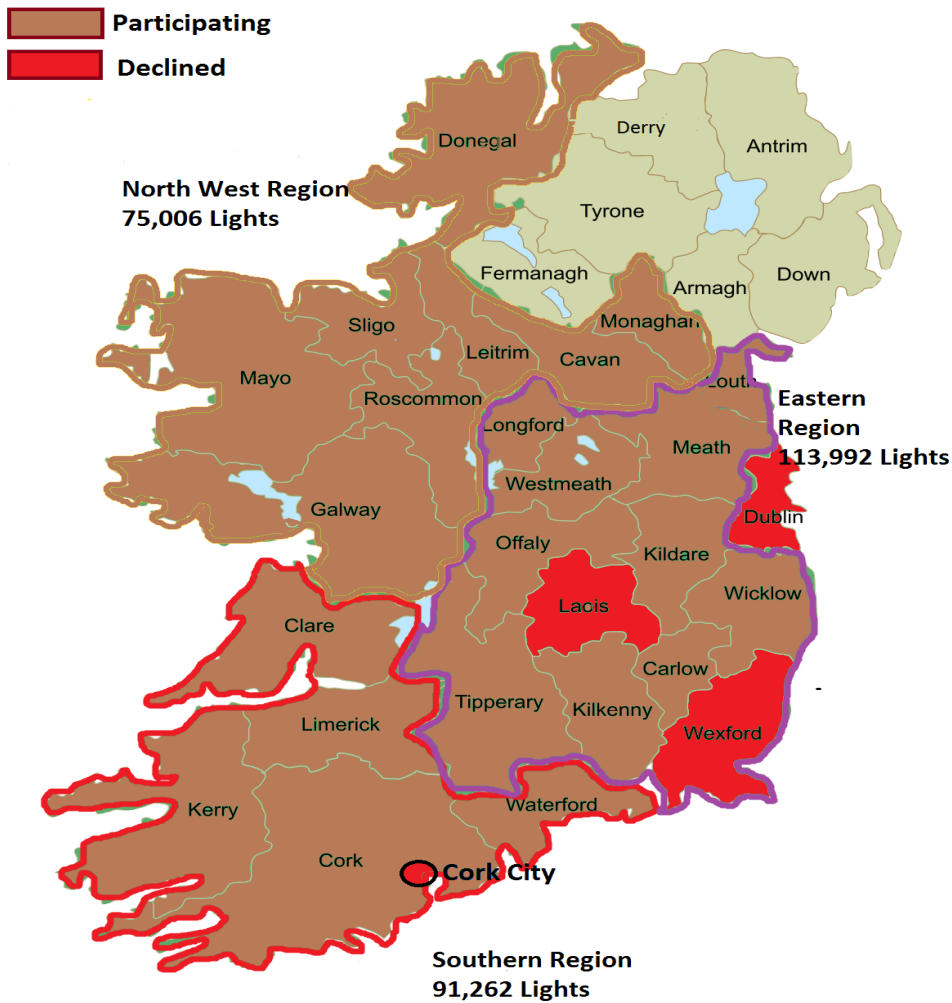 Participating
Declined
Donegal
Derry
Antrim
North West Region
75,006 Lights
Tyrone
Fermanagh
Armagh
Down
Monaghan
Sligo
Leitrim
Cavan
Mayo
Roscommon
Louth
Eastern
Region
113,992 Lights
Longford
Meath
Westmeath
Galway
Dublin
Offaly
Kildare
Wicklow
Lacis
Clare
Carlow
Tipperary
Kilkenny
Wexford
-
Limerick
Waterford
Kerry
Cork
Cork City
Southern Region
91,262 Lights